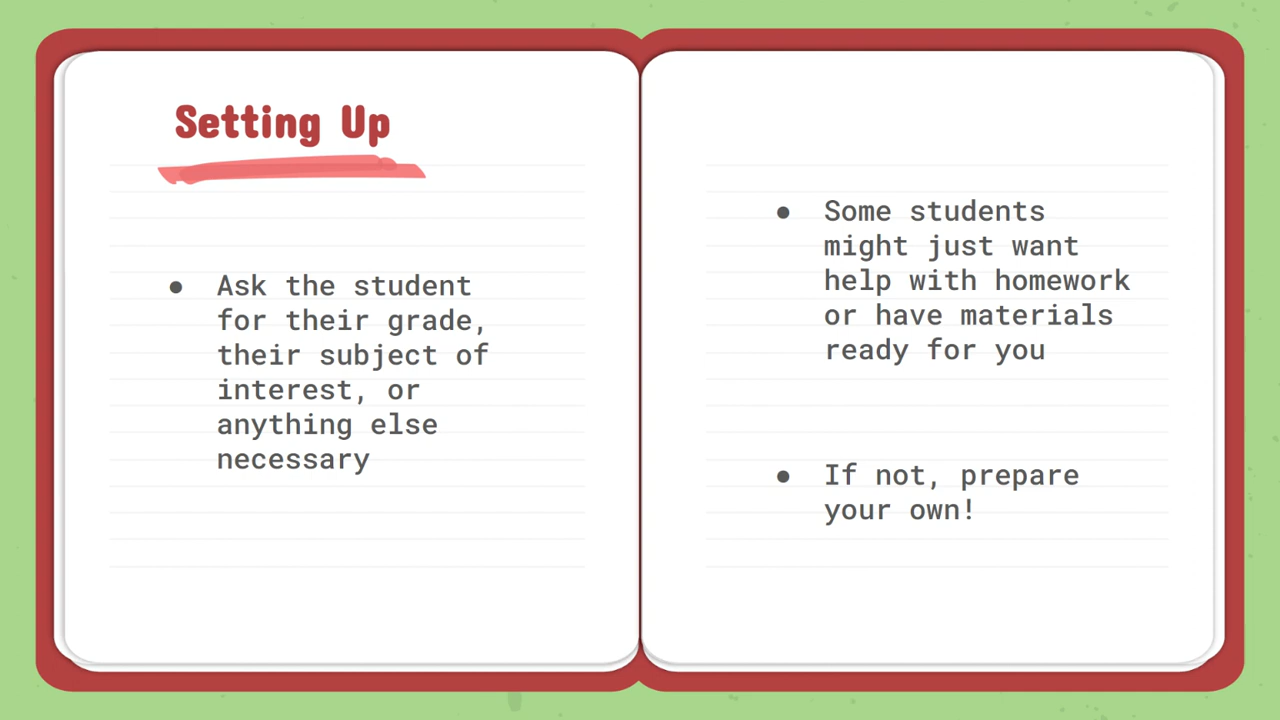 Setting Up
● Ask the student
for their grade,
their subject of
interest, or
anything else
necessary
● Some students
might just want
help with homework
or have materials
ready for you
● If not, prepare
your own!